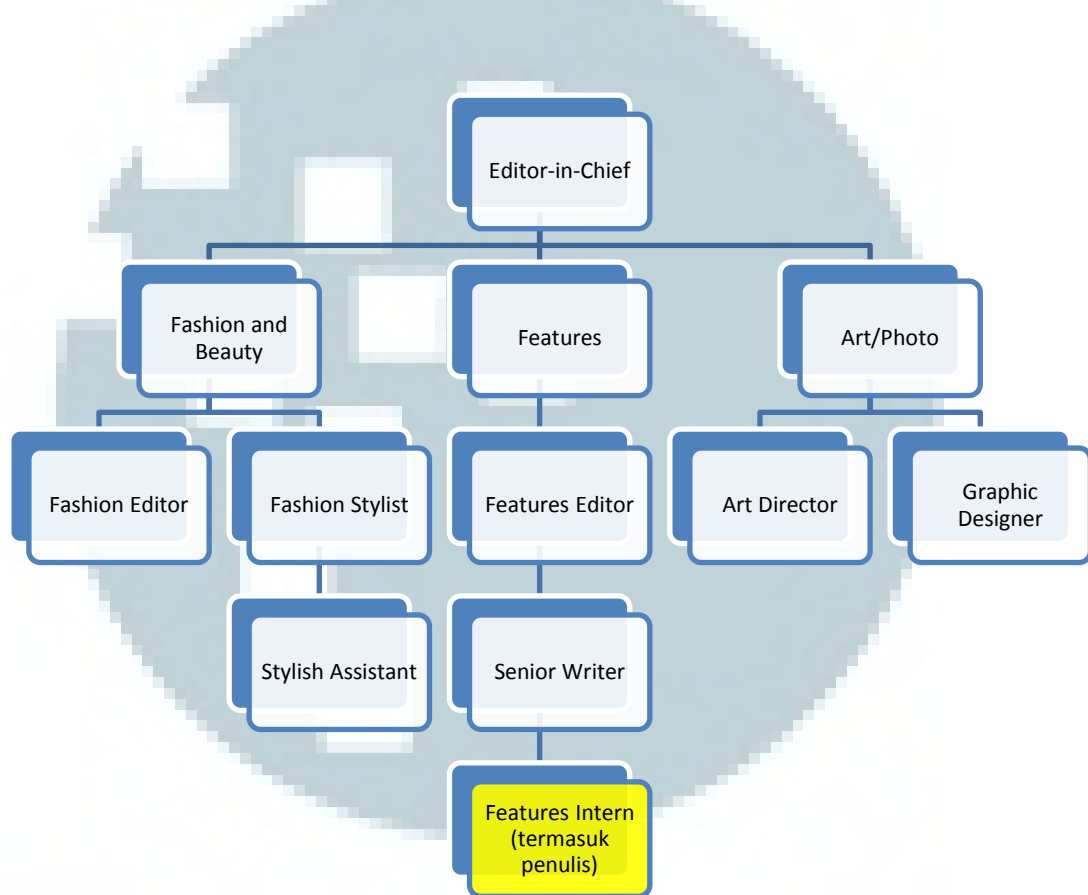 Editor-in-Chief
Fashion and
Beauty
Features
Art/Photo
Fashion Editor
Fashion Stylist
Features Editor
Art Director
Graphic
Designer
Stylish Assistant
Senior Writer
Features Intern
(termasuk
penulis)